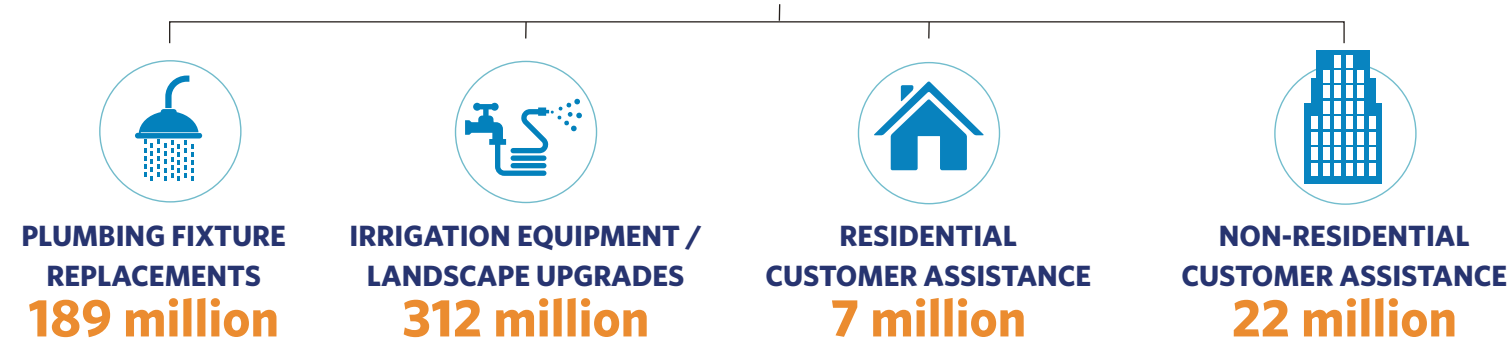 PLUMBING FIXTURE
REPLACEMENTS
189 million
IRRIGATION EQUIPMENT /
LANDSCAPE UPGRADES
312 million
RESIDENTIAL
CUSTOMER ASSISTANCE
7 million
NON-RESIDENTIAL
CUSTOMER ASSISTANCE
22 million